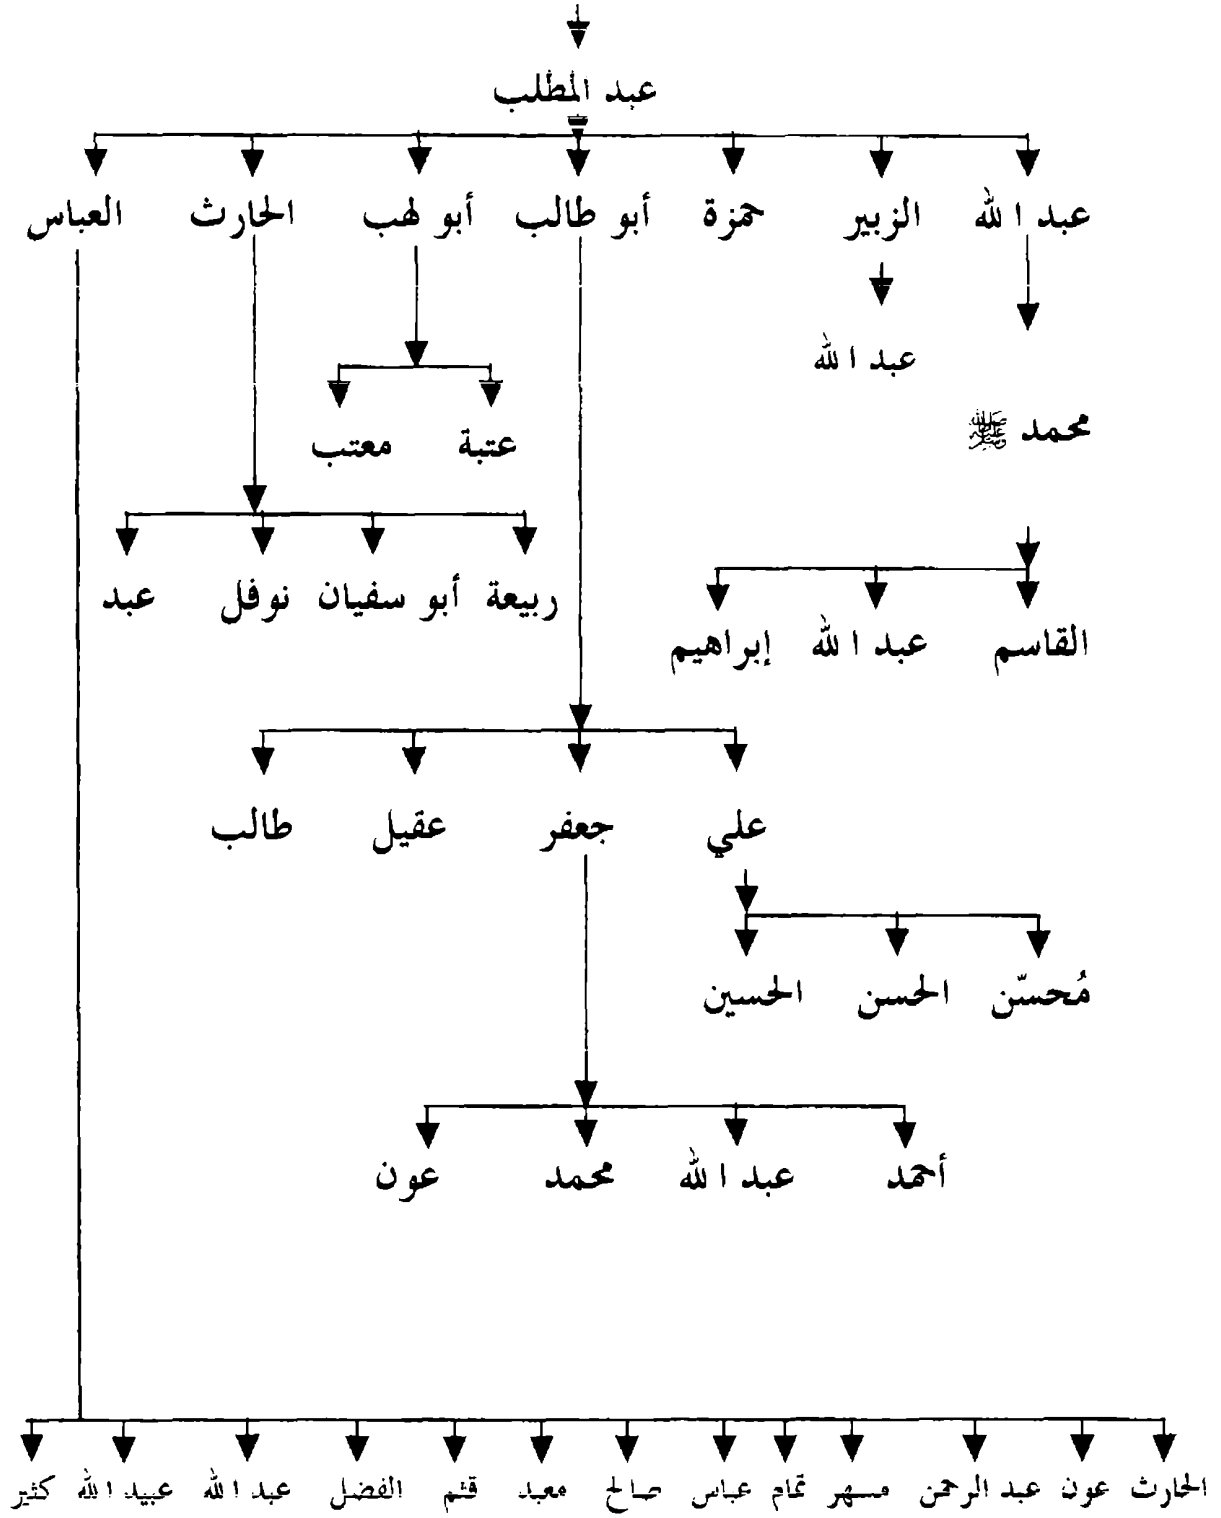 عبد المطلب
عبد الله الزبير حمزة أبو طالب أبو لهب الحارث العباس
عبد الله
محمد ﷺ
عتبة معتب
ربيعة أبو سفيان نوفل عبد
القاسم عبد الله إبراهيم
علي جعفر عقيل طالب
مُحسّن الحسن الحسين
أحمد عبد الله محمد عون
الحارث عون عبد الرحمن مسهر تمام عباس صالح معبد قثم الفضل عبد الله عبيد الله كثير